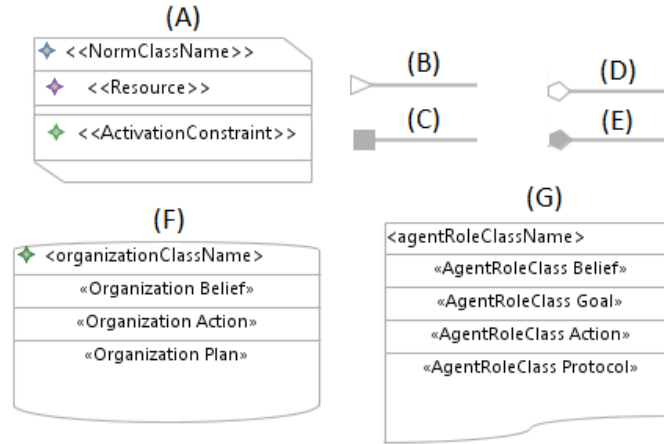 (A)
<<NormClassName>>
<<Resource>>
<<ActivationConstraint>>
(B)
(D)
(C)
(E)
(F)
<organizationClassName>
«Organization Belief»
«Organization Action»
«Organization Plan»
(G)
<agentRoleClassName>
«AgentRoleClass Belief»
«AgentRoleClass Goal»
«AgentRoleClass Action»
«AgentRoleClass Protocol»